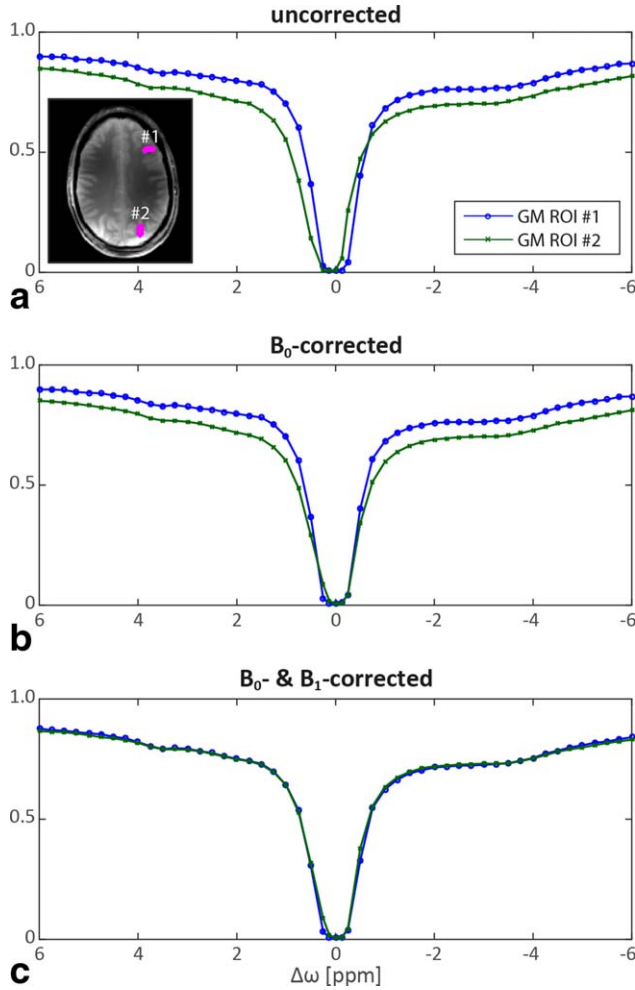 uncorrected
1.0
0.5
0
#1
#2
GM ROI #1
GM ROI #2
6 4 2 0 -2 -4 -6
a
B₀-corrected
1.0
0.5
0
6 4 2 0 -2 -4 -6
b
B₀- & B₁-corrected
1.0
0.5
0
6 4 2 0 -2 -4 -6
Δω [ppm]
c